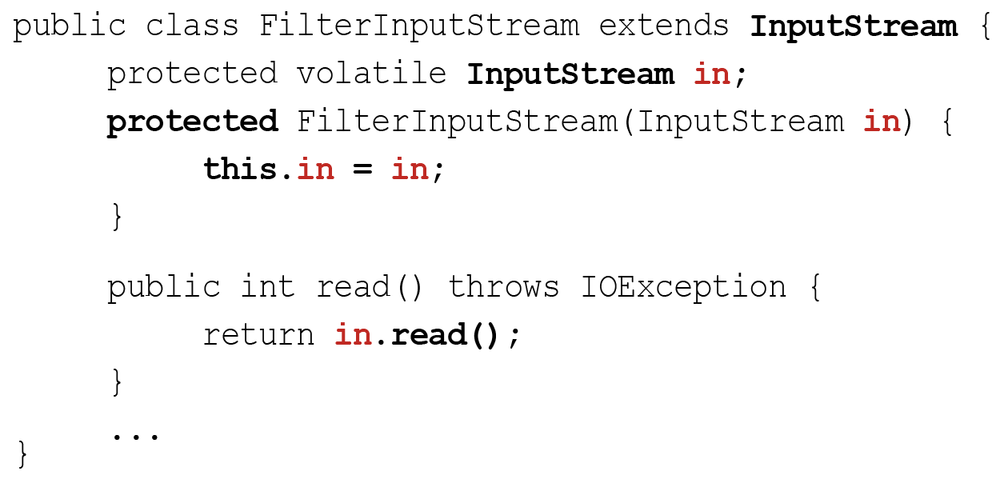 public class FilterInputStream extends InputStream {
protected volatile InputStream in;
protected FilterInputStream(InputStream in) {
this.in = in;
}
public int read() throws IOException {
return in.read();
}
...
}